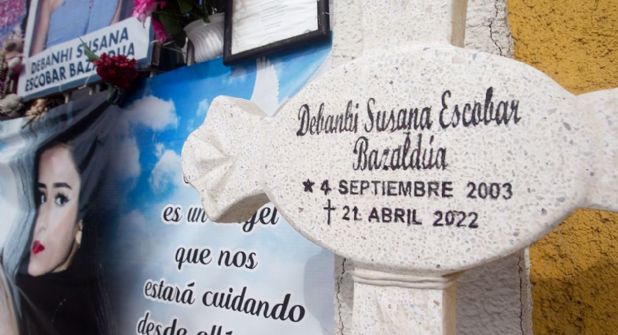 DEBANHI SUSANA
ESCOBAR BAZALDUA
Debanhi Susana Escobar
Bazaldúa
★ 4 SEPTIEMBRE 2003
✝ 21 ABRIL 2022
es un
que nos
estará cuidando
desde